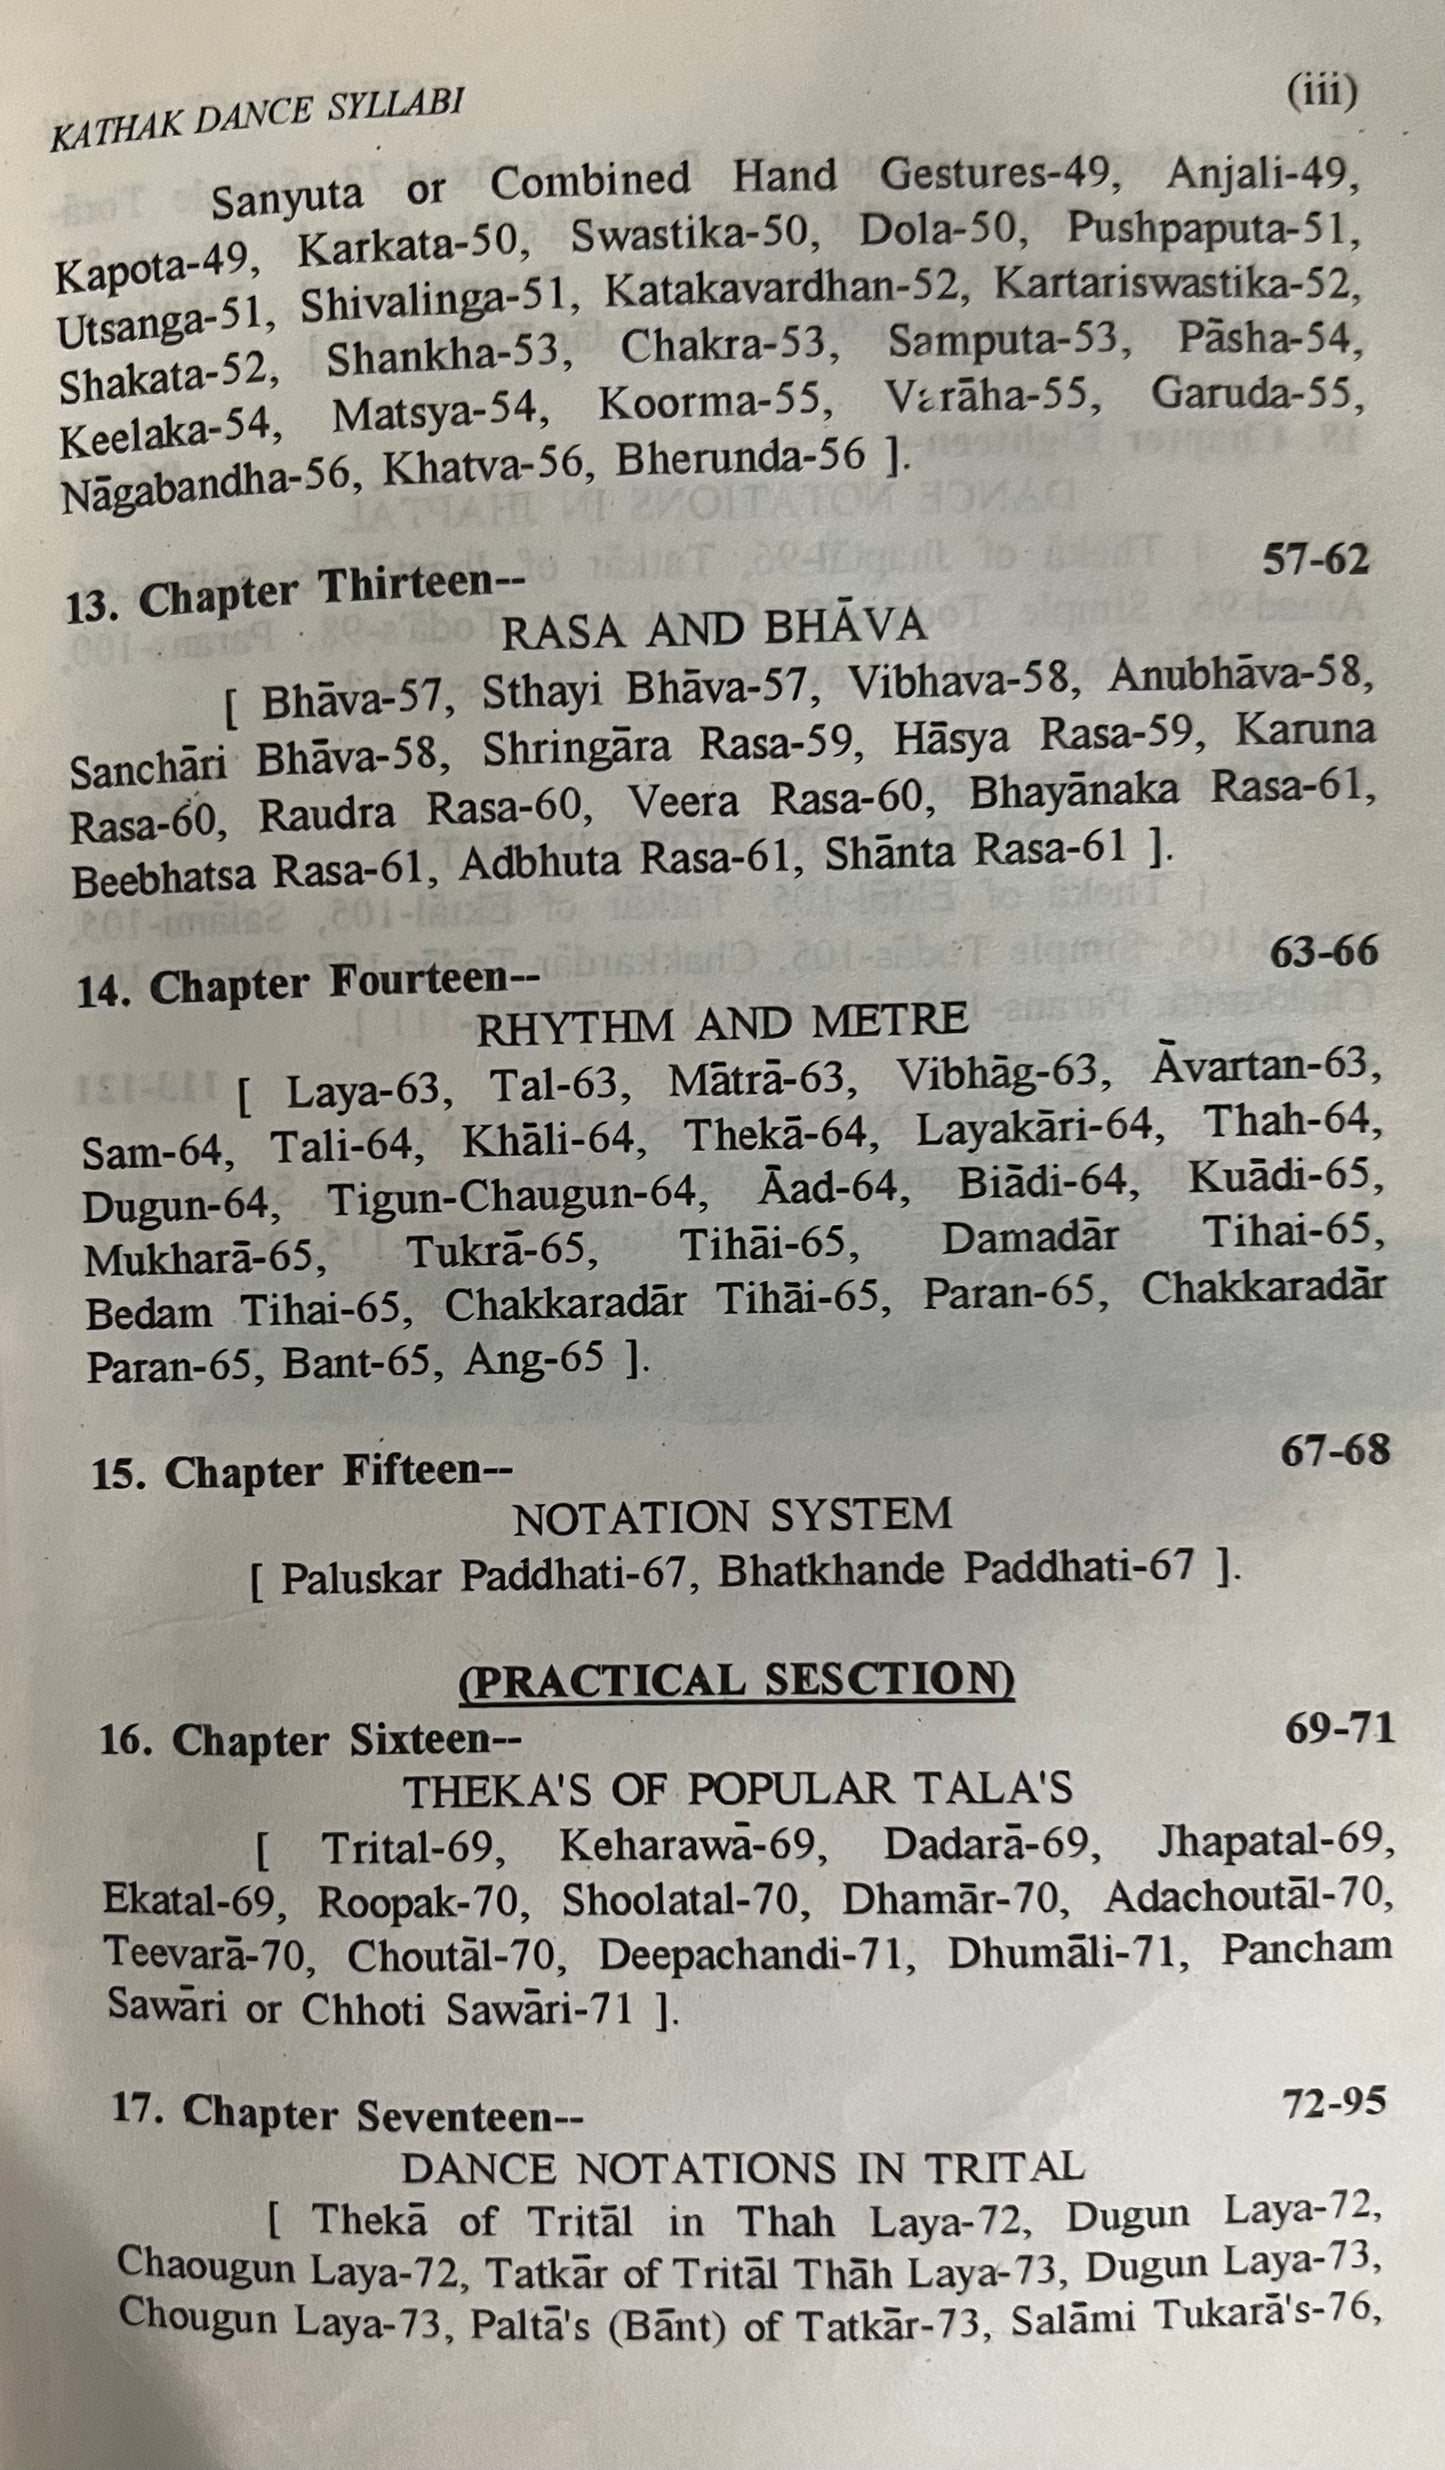 KATHAK DANCE SYLLABI (iii)
Sanyuta or Combined Hand Gestures-49, Anjali-49,
Kapota-49, Karkata-50, Swastika-50, Dola-50, Pushpaputa-51,
Utsanga-51, Shivalinga-51, Katakavardhan-52, Kartariswastika-52,
Shakata-52, Shankha-53, Chakra-53, Samputa-53, Pāsha-54,
Keelaka-54, Matsya-54, Koorma-55, Varāha-55, Garuda-55,
Nāgabandha-56, Khatva-56, Bherunda-56 ].
13. Chapter Thirteen-- 57-62
RASA AND BHĀVA
[ Bhāva-57, Sthayi Bhāva-57, Vibhava-58, Anubhāva-58,
Sanchāri Bhāva-58, Shringāra Rasa-59, Hāsya Rasa-59, Karuna
Rasa-60, Raudra Rasa-60, Veera Rasa-60, Bhayānaka Rasa-61,
Beebhatsa Rasa-61, Adbhuta Rasa-61, Shānta Rasa-61 ].
14. Chapter Fourteen-- 63-66
RHYTHM AND METRE
[ Laya-63, Tal-63, Mātrā-63, Vibhāg-63, Āvartan-63,
Sam-64, Tali-64, Khāli-64, Thekā-64, Layakāri-64, Thah-64,
Dugun-64, Tigun-Chaugun-64, Āad-64, Biādi-64, Kuādi-65,
Mukharā-65, Tukrā-65, Tihāi-65, Damadār Tihai-65,
Bedam Tihai-65, Chakkaradār Tihāi-65, Paran-65, Chakkaradār
Paran-65, Bant-65, Ang-65 ].
15. Chapter Fifteen-- 67-68
NOTATION SYSTEM
[ Paluskar Paddhati-67, Bhatkhande Paddhati-67 ].
(PRACTICAL SESCTION)
16. Chapter Sixteen-- 69-71
THEKA'S OF POPULAR TALA'S
[ Trital-69, Keharawā-69, Dadarā-69, Jhapatal-69,
Ekatal-69, Roopak-70, Shoolatal-70, Dhamār-70, Adachoutāl-70,
Teevarā-70, Choutāl-70, Deepachandi-71, Dhumāli-71, Pancham
Sawāri or Chhoti Sawāri-71 ].
17. Chapter Seventeen-- 72-95
DANCE NOTATIONS IN TRITAL
[ Thekā of Tritāl in Thah Laya-72, Dugun Laya-72,
Chaougun Laya-72, Tatkār of Tritāl Thāh Laya-73, Dugun Laya-73,
Chougun Laya-73, Paltā's (Bānt) of Tatkār-73, Salāmi Tukarā's-76,